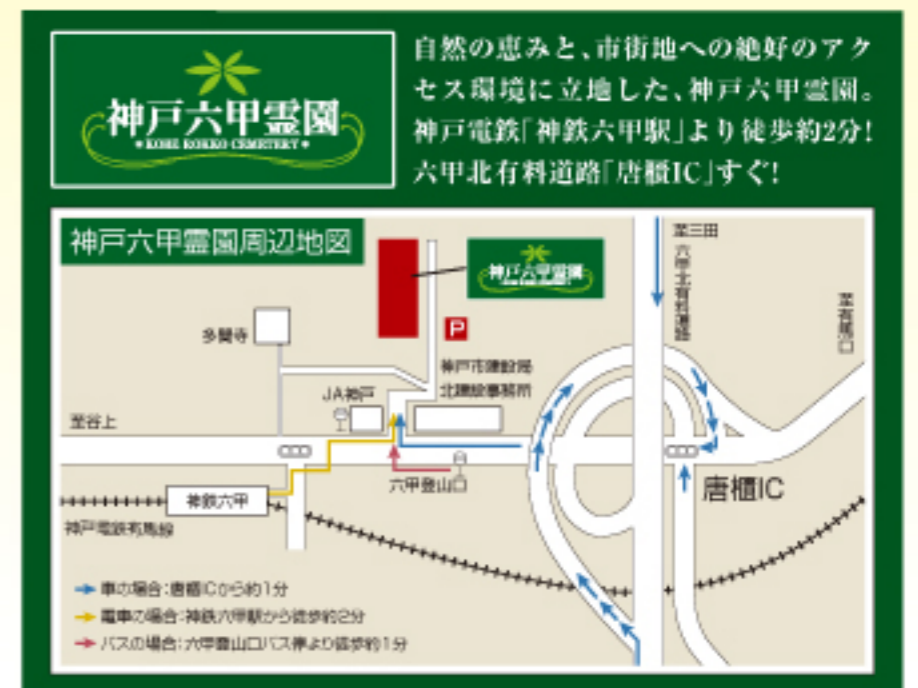 神戸六甲霊園
KOBE ROKKO CEMETERY
自然の恵みと、市街地への絶好のアク
セス環境に立地した、神戸六甲霊園。
神戸電鉄「神鉄六甲駅」より徒歩約2分!
六甲北有料道路「唐櫃IC」すぐ!
神戸六甲霊園周辺地図
神戸六甲霊園
至三田
六甲北有料道路
至有馬口
P
多聞寺
神戸市建設局
北建設事務所
JA神戸
至谷上
六甲登山口
唐櫃IC
神鉄六甲
神戸電鉄有馬線
車の場合:唐櫃ICから約1分
電車の場合:神鉄六甲駅から徒歩約2分
バスの場合:六甲登山口バス停より徒歩約1分